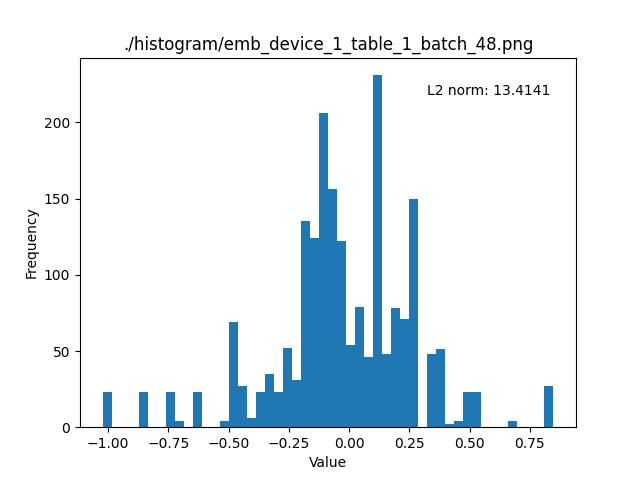 ./histogram/emb_device_1_table_1_batch_48.png
L2 norm: 13.4141
200
150
100
50
0
Frequency
−1.00 −0.75 −0.50 −0.25 0.00 0.25 0.50 0.75
Value